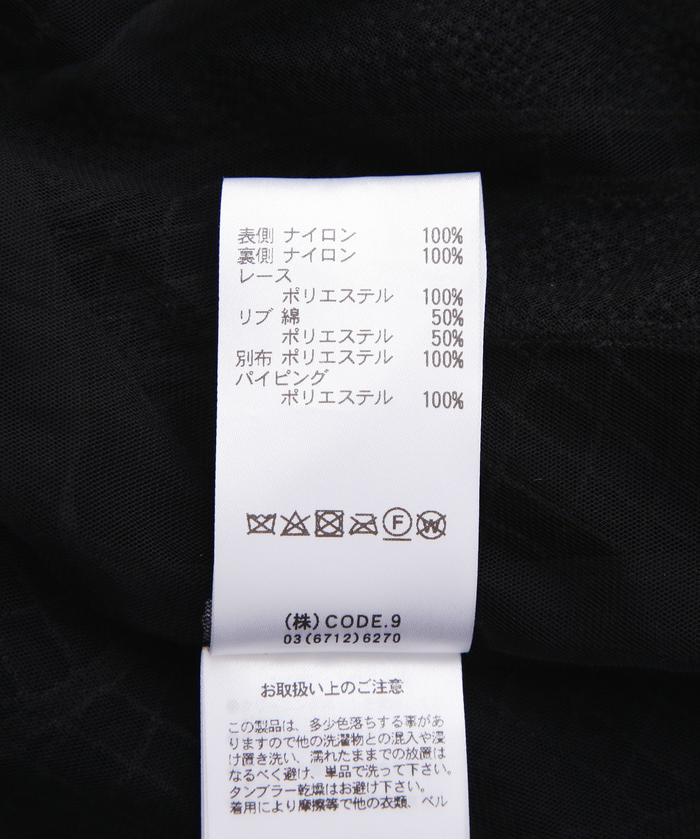 表側 ナイロン 100%
裏側 ナイロン 100%
レース
ポリエステル 100%
リブ 綿 50%
ポリエステル 50%
別布 ポリエステル 100%
パイピング
ポリエステル 100%
F W
(株)CODE.9
03(6712)6270
お取扱い上のご注意
この製品は、多少色落ちする事があ
りますので他の洗濯物との混入や浸
け置き洗い、濡れたままでの放置は
なるべく避け、単品で洗って下さい。
タンブラー乾燥はお避け下さい。
着用により摩擦等で他の衣類、ベル